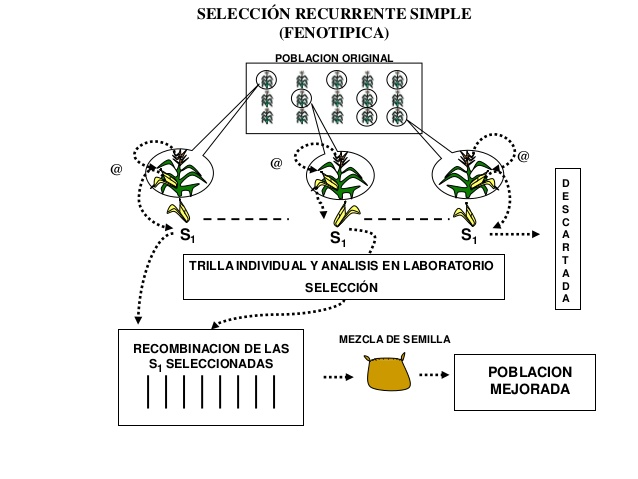 SELECCIÓN RECURRENTE SIMPLE
(FENOTIPICA)
POBLACION ORIGINAL
@
@
@
S1
S1
S1
D
E
S
C
A
R
T
A
D
A
TRILLA INDIVIDUAL Y ANALISIS EN LABORATORIO
SELECCIÓN
RECOMBINACION DE LAS
S1 SELECCIONADAS
MEZCLA DE SEMILLA
POBLACION
MEJORADA